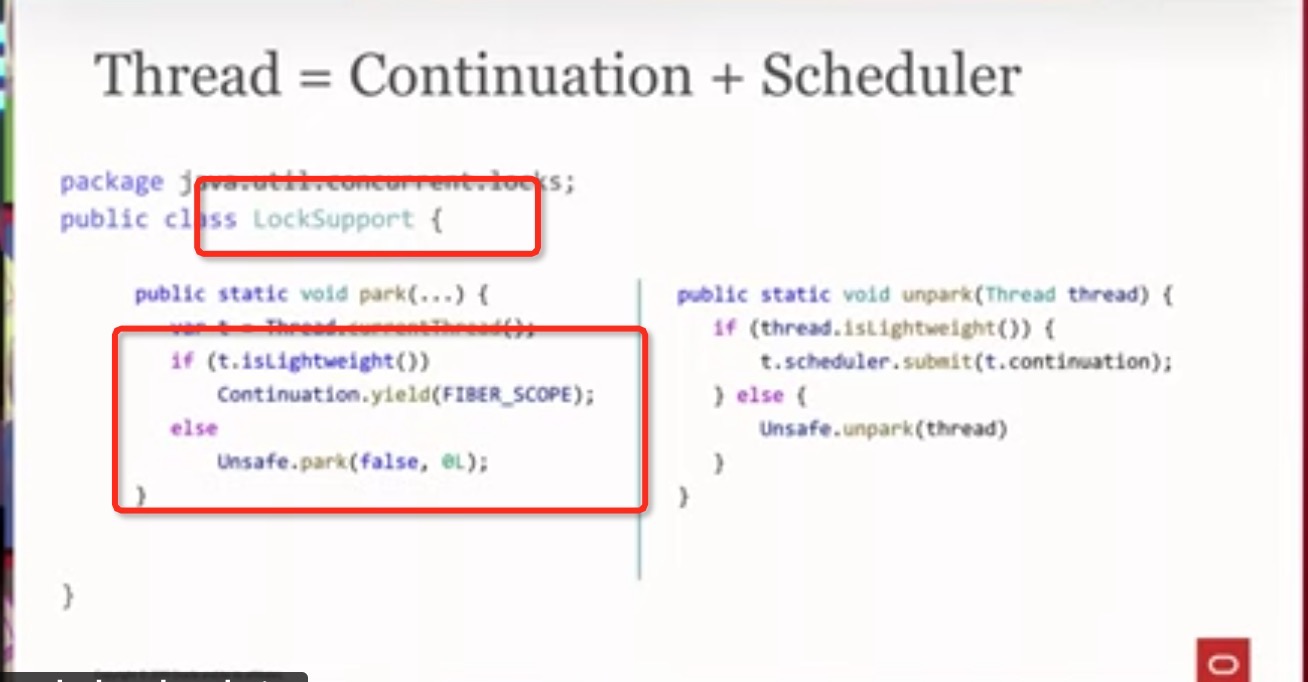 Thread = Continuation + Scheduler
package java.util.concurrent.locks;
public class LockSupport {
public static void park(...) {
var t = Thread.currentThread();
if (t.isLightweight())
Continuation.yield(FIBER_SCOPE);
else
Unsafe.park(false, 0L);
}
public static void unpark(Thread thread) {
if (thread.isLightweight()) {
t.scheduler.submit(t.continuation);
} else {
Unsafe.unpark(thread)
}
}
}